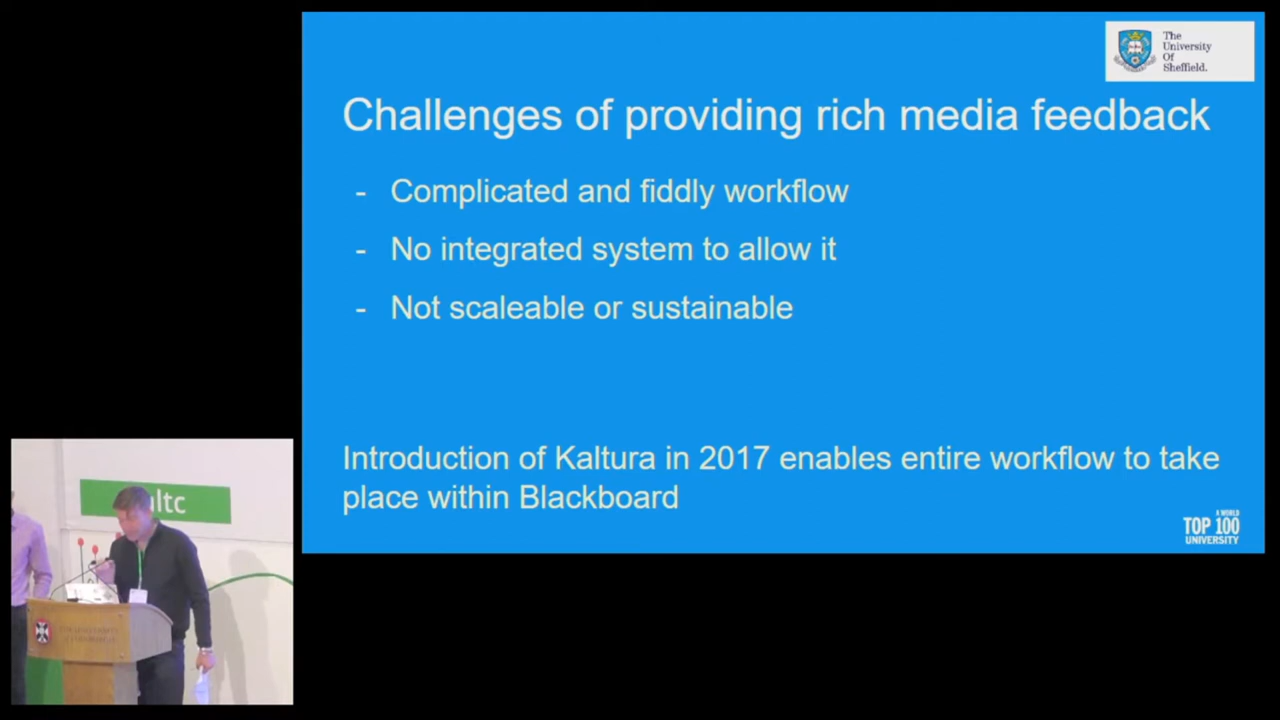 The
University
Of
Sheffield.
Challenges of providing rich media feedback
- Complicated and fiddly workflow
- No integrated system to allow it
- Not scaleable or sustainable
Introduction of Kaltura in 2017 enables entire workflow to take
place within Blackboard
A WORLD
TOP 100
UNIVERSITY
ltc